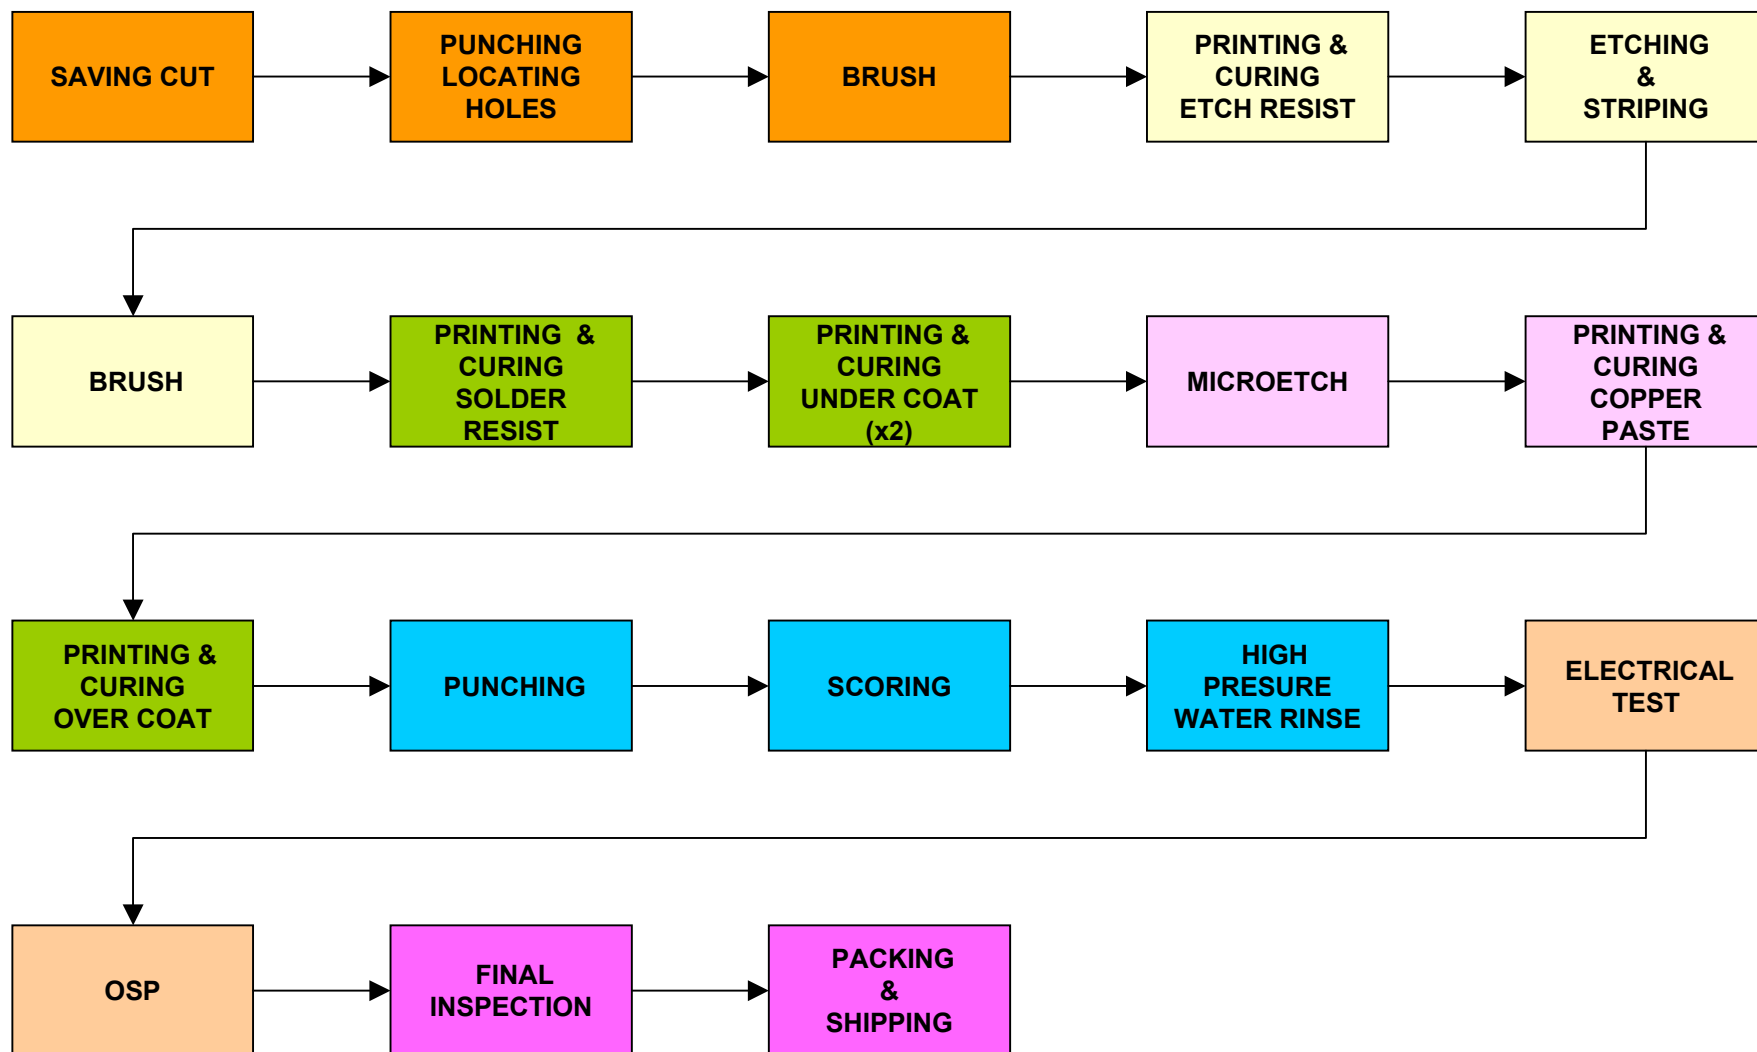 SAVING CUT
PUNCHING
LOCATING
HOLES
BRUSH
PRINTING &
CURING
ETCH RESIST
ETCHING
&
STRIPING
BRUSH
PRINTING &
CURING
SOLDER
RESIST
PRINTING &
CURING
UNDER COAT
(x2)
MICROETCH
PRINTING &
CURING
COPPER
PASTE
PRINTING &
CURING
OVER COAT
PUNCHING
SCORING
HIGH
PRESURE
WATER RINSE
ELECTRICAL
TEST
OSP
FINAL
INSPECTION
PACKING
&
SHIPPING